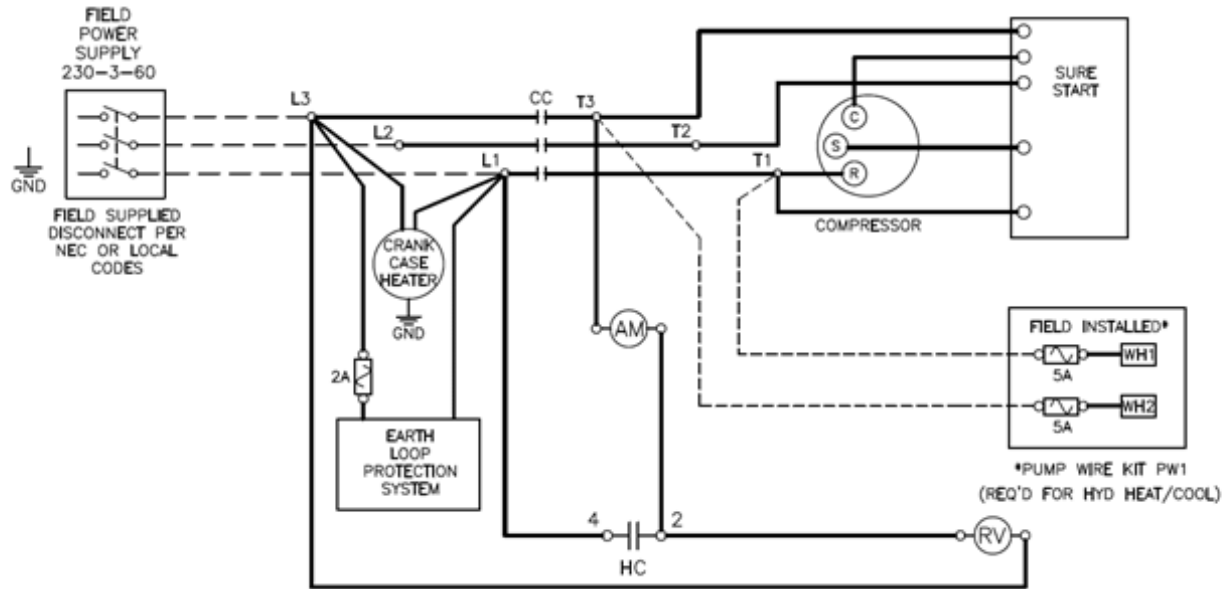 FIELD
POWER
SUPPLY
230-3-60
GND
FIELD SUPPLIED
DISCONNECT PER
NEC OR LOCAL
CODES
L3
L2
L1
CC
T3
T2
T1
C
S
R
COMPRESSOR
SURE
START
CRANK
CASE
HEATER
GND
2A
EARTH
LOOP
PROTECTION
SYSTEM
AM
4
2
HC
RV
FIELD INSTALLED*
5A
WH1
5A
WH2
*PUMP WIRE KIT PW1
(REQ'D FOR HYD HEAT/COOL)